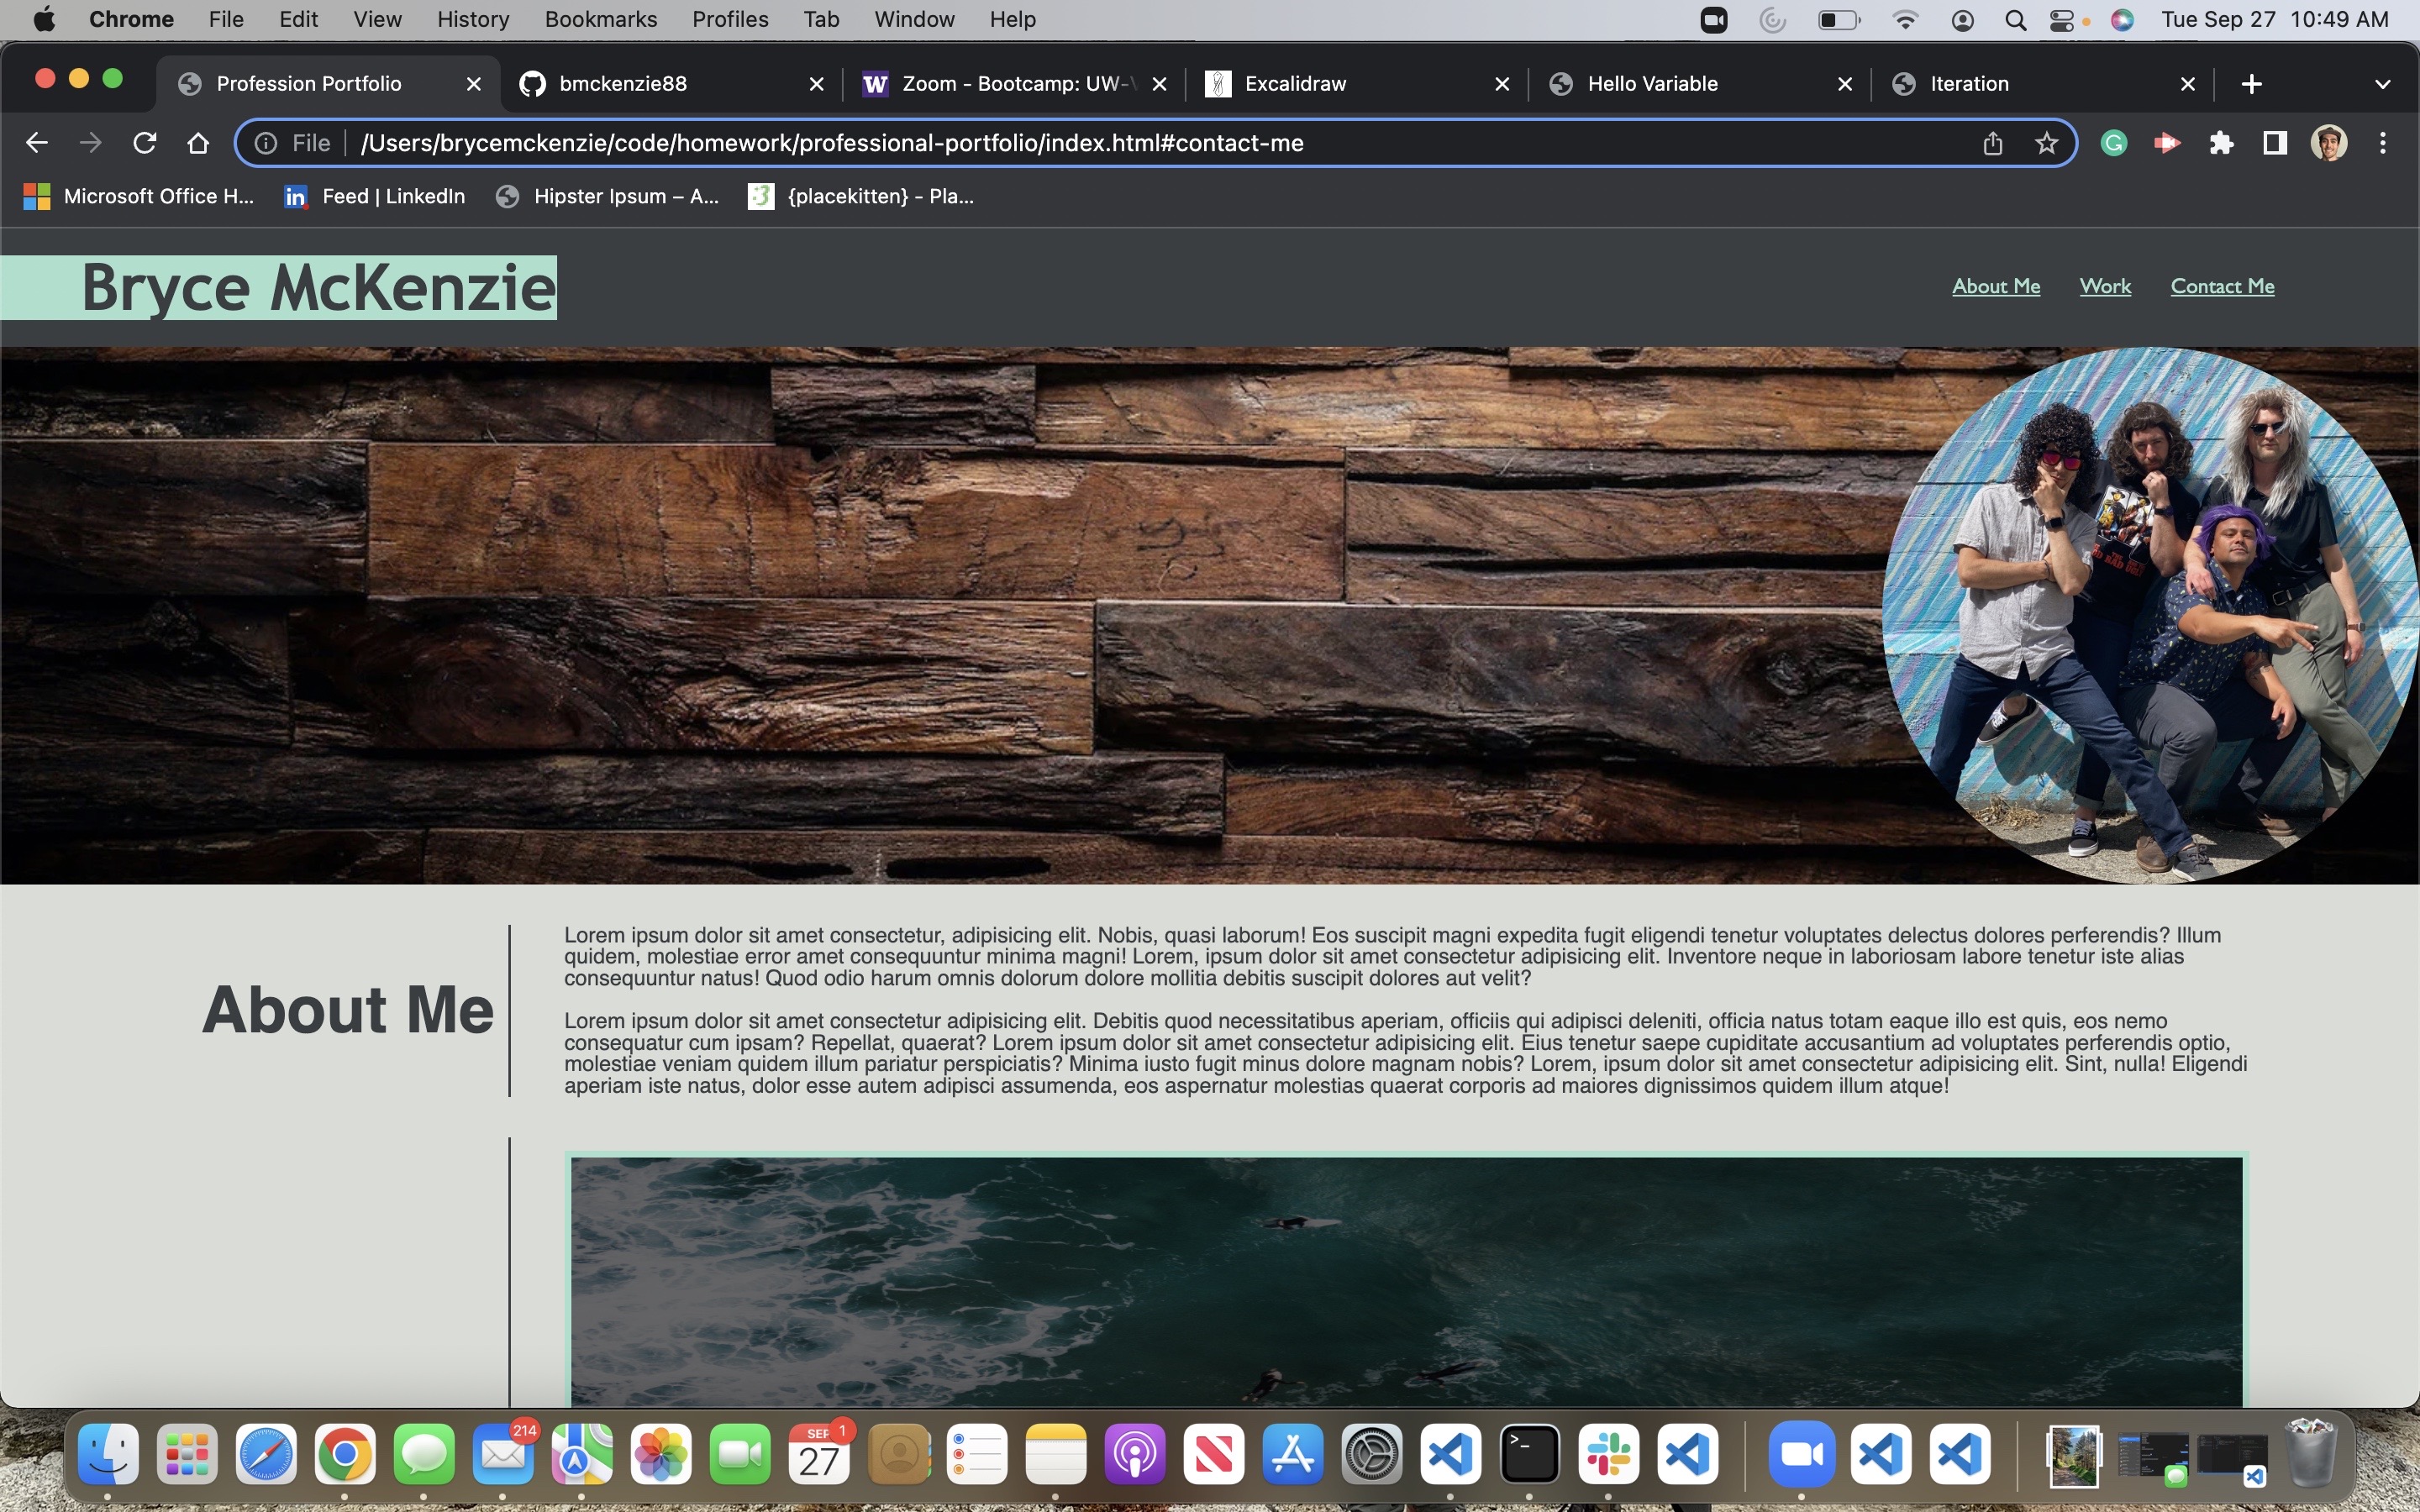 Chrome File Edit View History Bookmarks Profiles Tab Window Help Tue Sep 27 10:49 AM
Profession Portfolio bmckenzie88 W Zoom - Bootcamp: UW- Excalidraw Hello Variable Iteration
File /Users/brycemckenzie/code/homework/professional-portfolio/index.html#contact-me
Microsoft Office H... in Feed | LinkedIn Hipster Ipsum – A... {placekitten} - Pla...
Bryce McKenzie About Me Work Contact Me
Lorem ipsum dolor sit amet consectetur, adipisicing elit. Nobis, quasi laborum! Eos suscipit magni expedita fugit eligendi tenetur voluptates delectus dolores perferendis? Illum
quidem, molestiae error amet consequuntur minima magni! Lorem, ipsum dolor sit amet consectetur adipisicing elit. Inventore neque in laboriosam labore tenetur iste alias
consequuntur natus! Quod odio harum omnis dolorum dolore mollitia debitis suscipit dolores aut velit?
About Me
Lorem ipsum dolor sit amet consectetur adipisicing elit. Debitis quod necessitatibus aperiam, officiis qui adipisci deleniti, officia natus totam eaque illo est quis, eos nemo
consequatur cum ipsam? Repellat, quaerat? Lorem ipsum dolor sit amet consectetur adipisicing elit. Eius tenetur saepe cupiditate accusantium ad voluptates perferendis optio,
molestiae veniam quidem illum pariatur perspiciatis? Minima iusto fugit minus dolore magnam nobis? Lorem, ipsum dolor sit amet consectetur adipisicing elit. Sint, nulla! Eligendi
aperiam iste natus, dolor esse autem adipisci assumenda, eos aspernatur molestias quaerat corporis ad maiores dignissimos quidem illum atque!
214 SEP 1
27